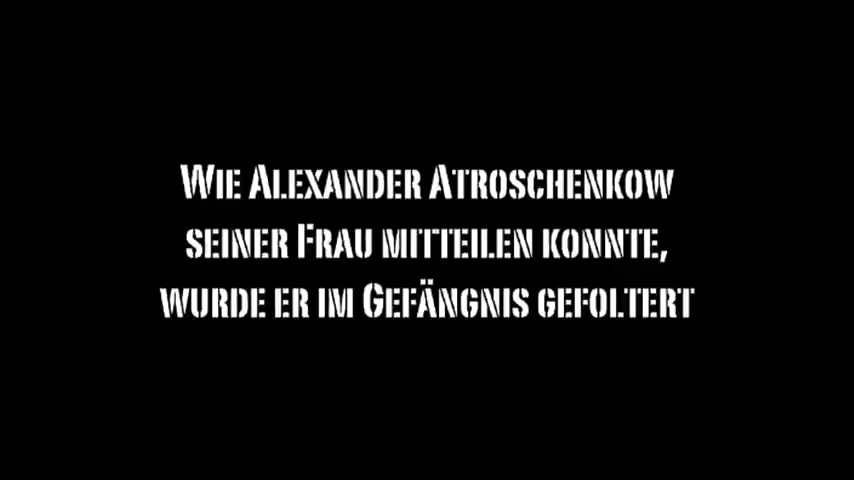 Wie Alexander Atroschenkow
seiner Frau mitteilen konnte,
wurde er im Gefängnis gefoltert